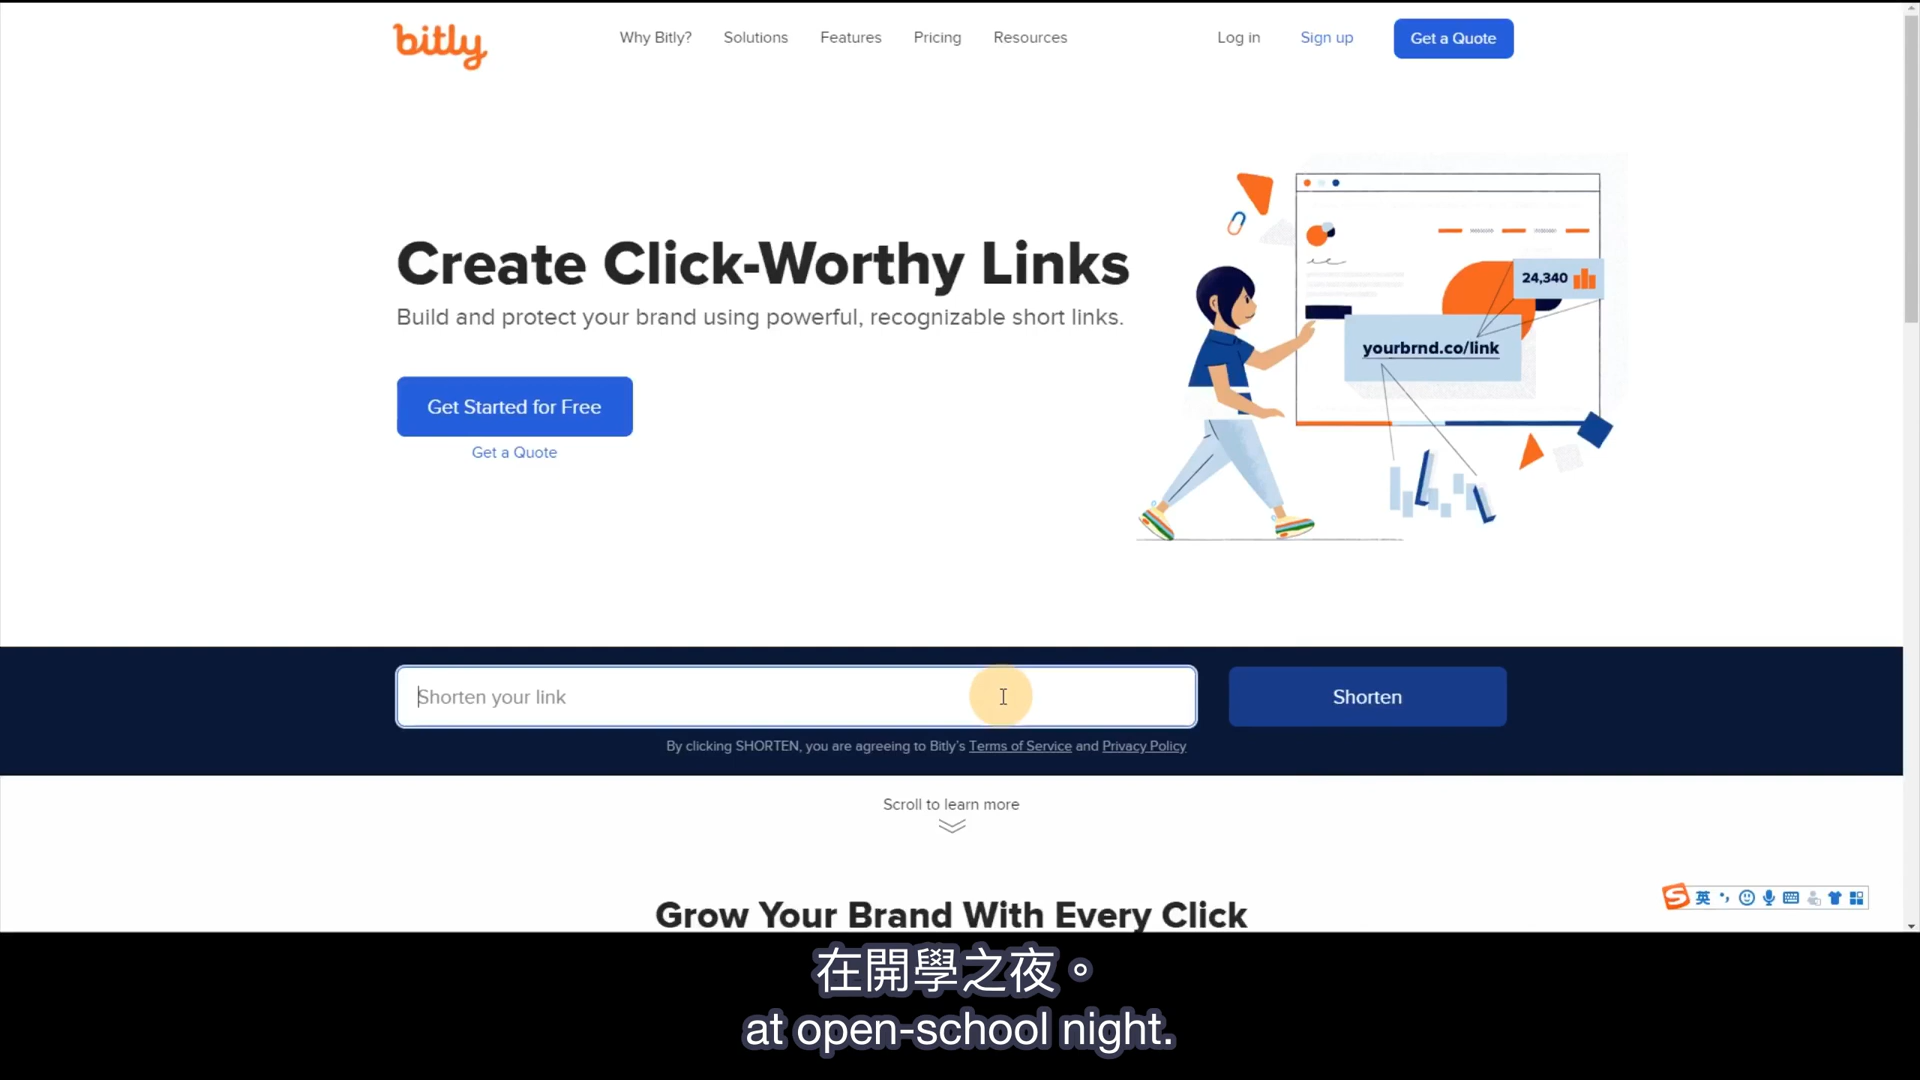 bitly
Why Bitly? Solutions Features Pricing Resources Log in Sign up Get a Quote
Create Click-Worthy Links
Build and protect your brand using powerful, recognizable short links.
Get Started for Free
Get a Quote
24,340
yourbrnd.co/link
Shorten your link
Shorten
By clicking SHORTEN, you are agreeing to Bitly's Terms of Service and Privacy Policy
Scroll to learn more
Grow Your Brand With Every Click
S 英
在開學之夜。
at open-school night.